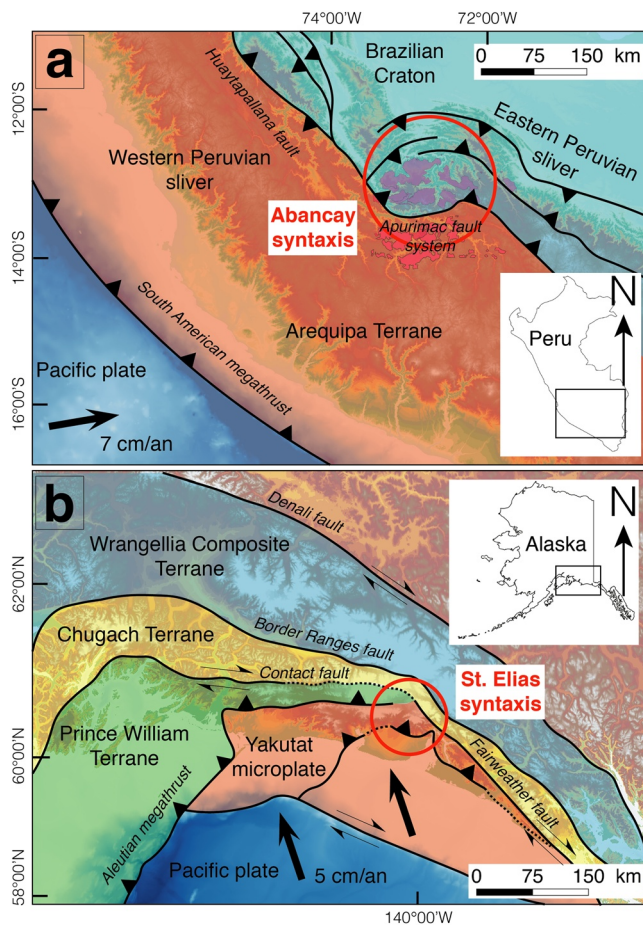 74°00'W
72°00'W
a
Brazilian
Craton
0 75 150 km
12°00'S
Huaytapallana fault
Western Peruvian
sliver
Eastern Peruvian
sliver
Abancay
syntaxis
Apurimac fault
system
14°00'S
South American megathrust
Arequipa Terrane
N
Peru
Pacific plate
7 cm/an
16°00'S
b
Denali fault
N
Alaska
Wrangellia Composite
Terrane
62°00'N
Chugach Terrane
Border Ranges fault
Contact fault
St. Elias
syntaxis
Prince William
Terrane
Yakutat
microplate
60°00'N
Fairweather fault
Aleutian megathrust
Pacific plate
5 cm/an
0 75 150 km
58°00'N
140°00'W